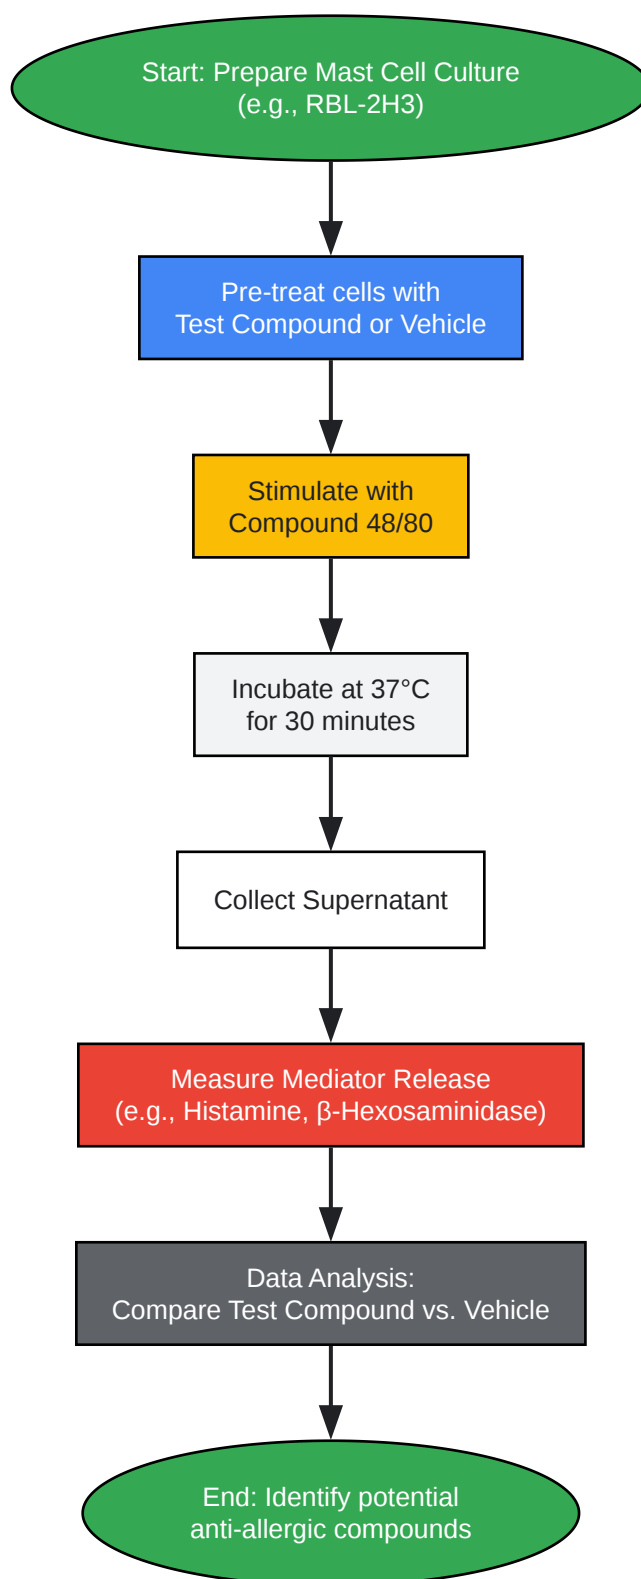 Start: Prepare Mast Cell Culture
(e.g., RBL-2H3)
Pre-treat cells with
Test Compound or Vehicle
Stimulate with
Compound 48/80
Incubate at 37°C
for 30 minutes
Collect Supernatant
Measure Mediator Release
(e.g., Histamine, β-Hexosaminidase)
Data Analysis:
Compare Test Compound vs. Vehicle
End: Identify potential
anti-allergic compounds